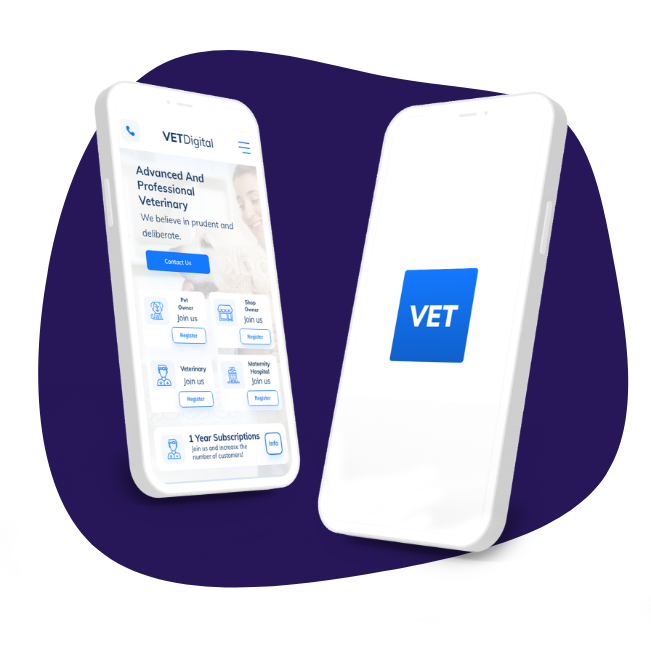 VETDigital
Advanced And
Professional
Veterinary
We believe in prudent and
deliberate.
Contact Us
Pet
Owner
Join us
Register
Shop
Owner
Join us
Register
Veterinary
Join us
Register
Maternity
Hospital
Join us
Register
1 Year Subscriptions
Join us and increase the
number of customers!
Info
VET